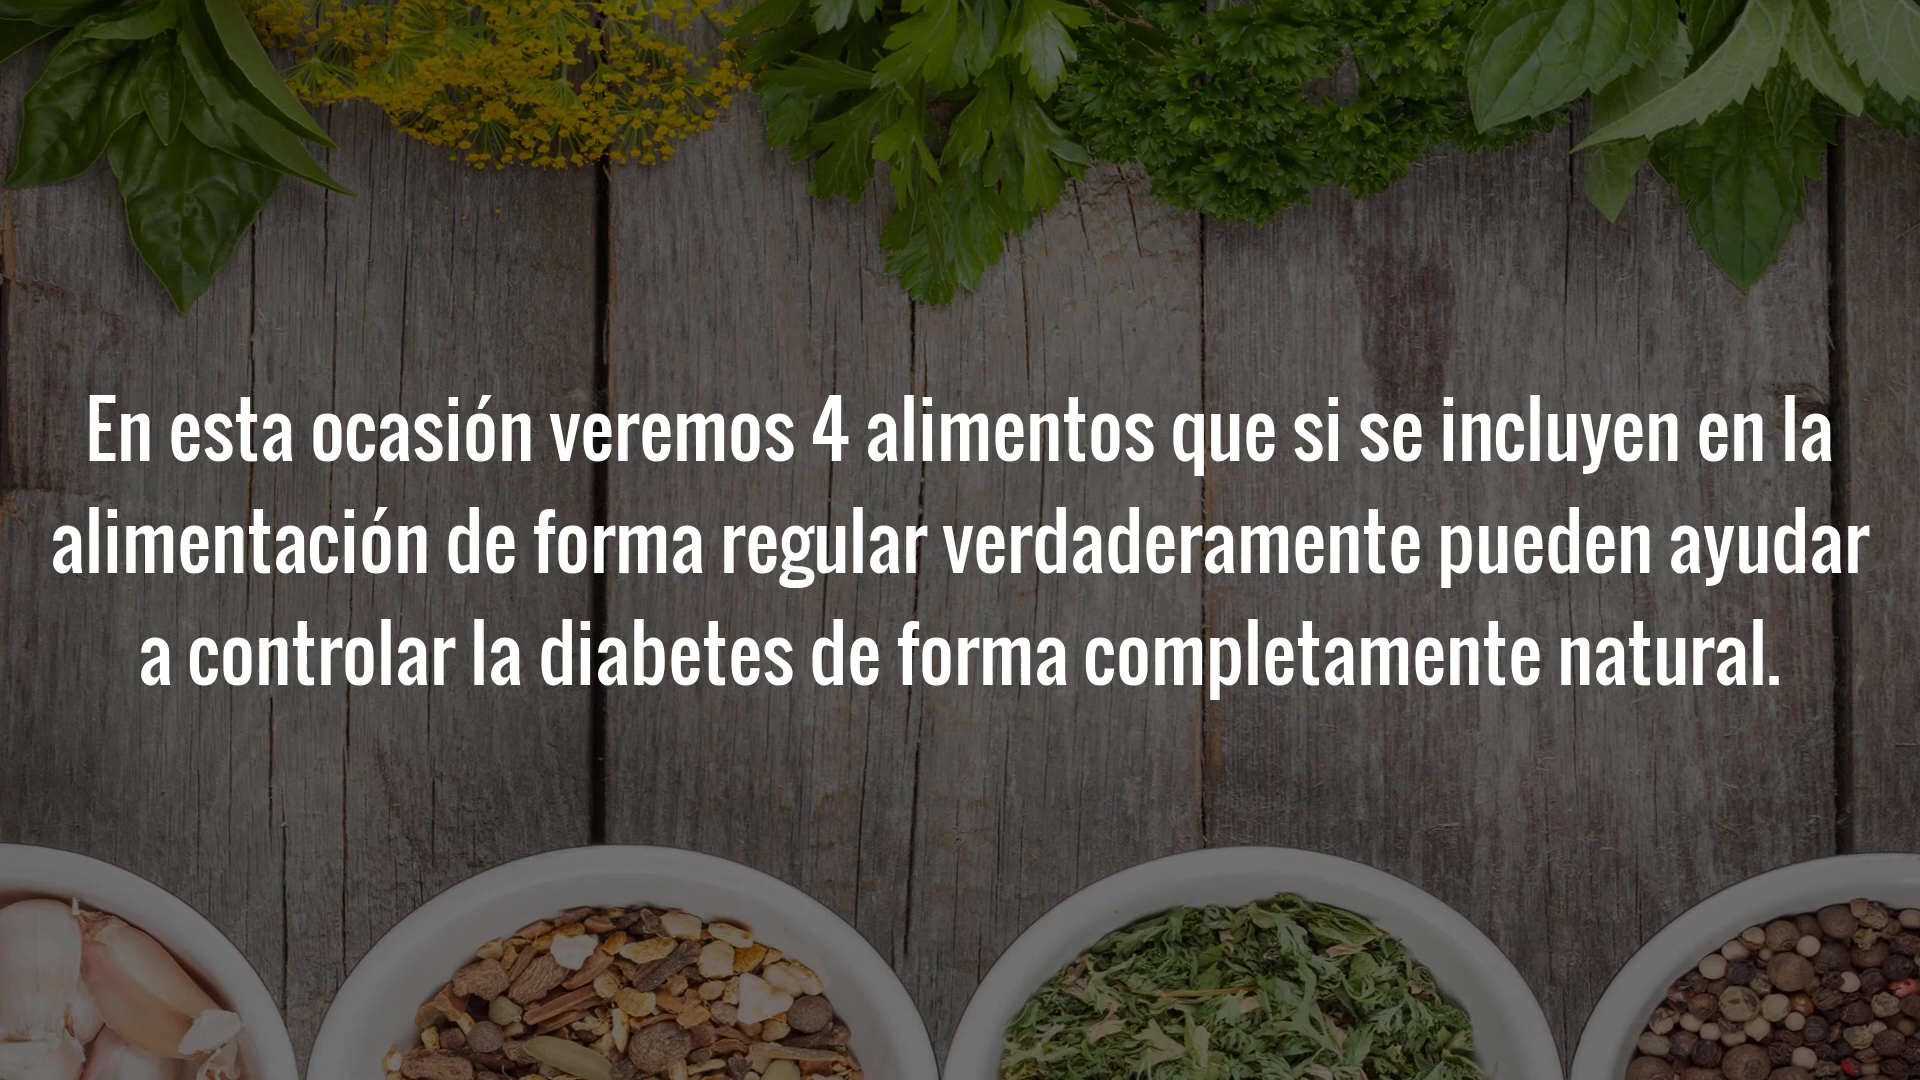 En esta ocasión veremos 4 alimentos que si se incluyen en la
alimentación de forma regular verdaderamente pueden ayudar
a controlar la diabetes de forma completamente natural.